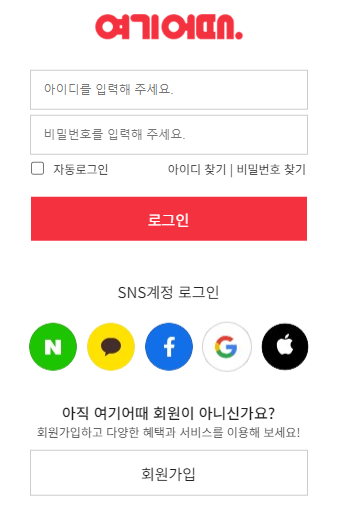 여기어때.
아이디를 입력해 주세요.
비밀번호를 입력해 주세요.
자동로그인 아이디 찾기 | 비밀번호 찾기
로그인
SNS계정 로그인
N f G
아직 여기어때 회원이 아니신가요?
회원가입하고 다양한 혜택과 서비스를 이용해 보세요!
회원가입